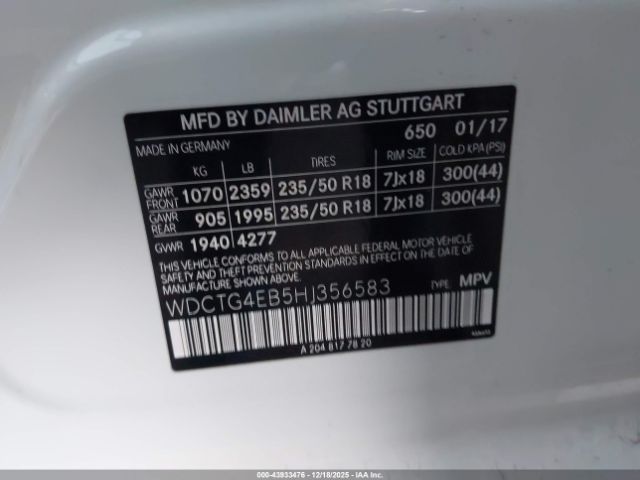 MFD BY DAIMLER AG STUTTGART
MADE IN GERMANY 650 01/17
KG LB TIRES RIM SIZE COLD KPA (PSI)
GAWR FRONT 1070 2359 235/50 R18 7Jx18 300(44)
GAWR REAR 905 1995 235/50 R18 7Jx18 300(44)
GVWR 1940 4277
THIS VEHICLE CONFORMS TO ALL APPLICABLE FEDERAL MOTOR VEHICLE
SAFETY, BUMPER, AND THEFT PREVENTION STANDARDS IN EFFECT ON THE
DATE OF MANUFACTURE SHOWN ABOVE.
WDCTG4EB5HJ356583 TYPE: MPV
A 204 817 78 20
000-43933476 - 12/18/2025 - IAAI.COM